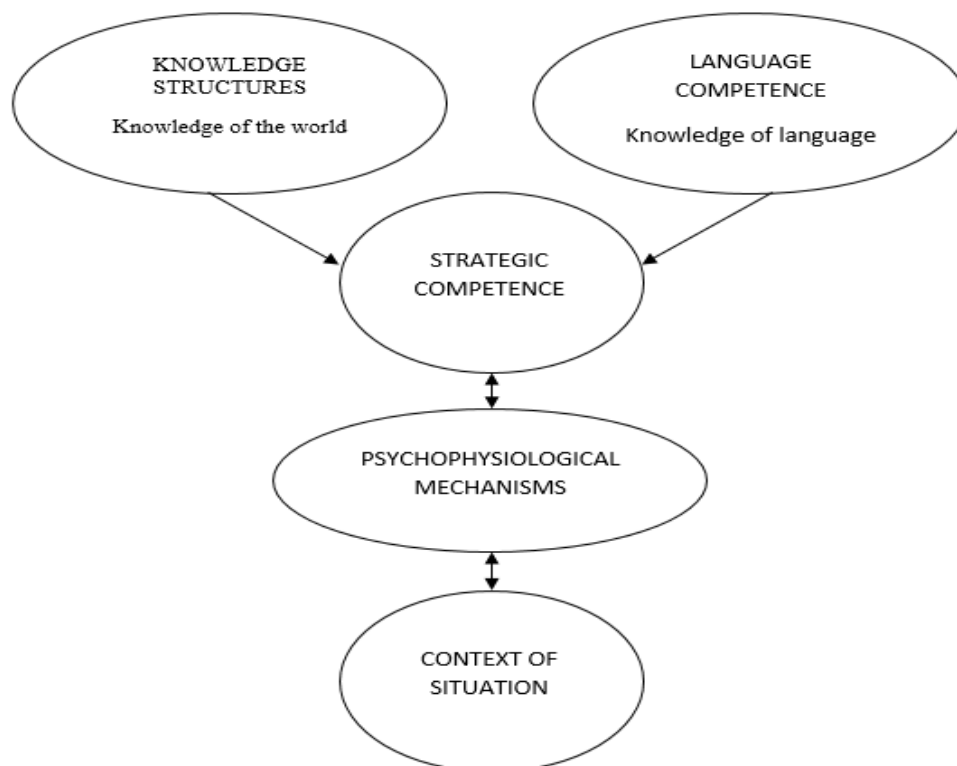 KNOWLEDGE
STRUCTURES
Knowledge of the world
LANGUAGE
COMPETENCE
Knowledge of language
STRATEGIC
COMPETENCE
PSYCHOPHYSIOLOGICAL
MECHANISMS
CONTEXT OF
SITUATION